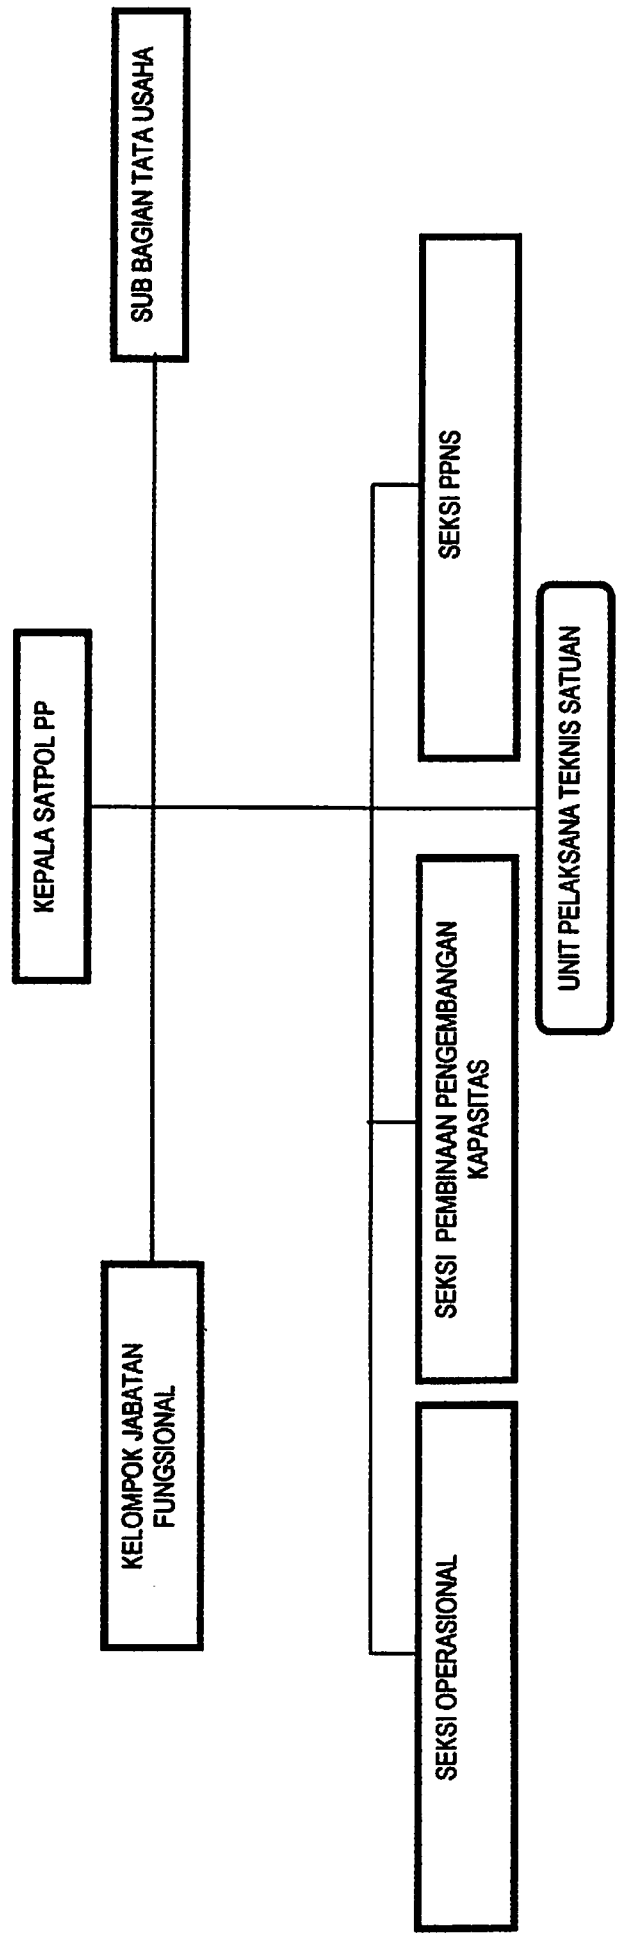 KEPALA SATPOL PP
KELOMPOK JABATAN
FUNGSIONAL
SUB BAGIAN TATA USAHA
SEKSI OPERASIONAL
SEKSI PEMBINAAN PENGEMBANGAN
KAPASITAS
SEKSI PPNS
UNIT PELAKSANA TEKNIS SATUAN